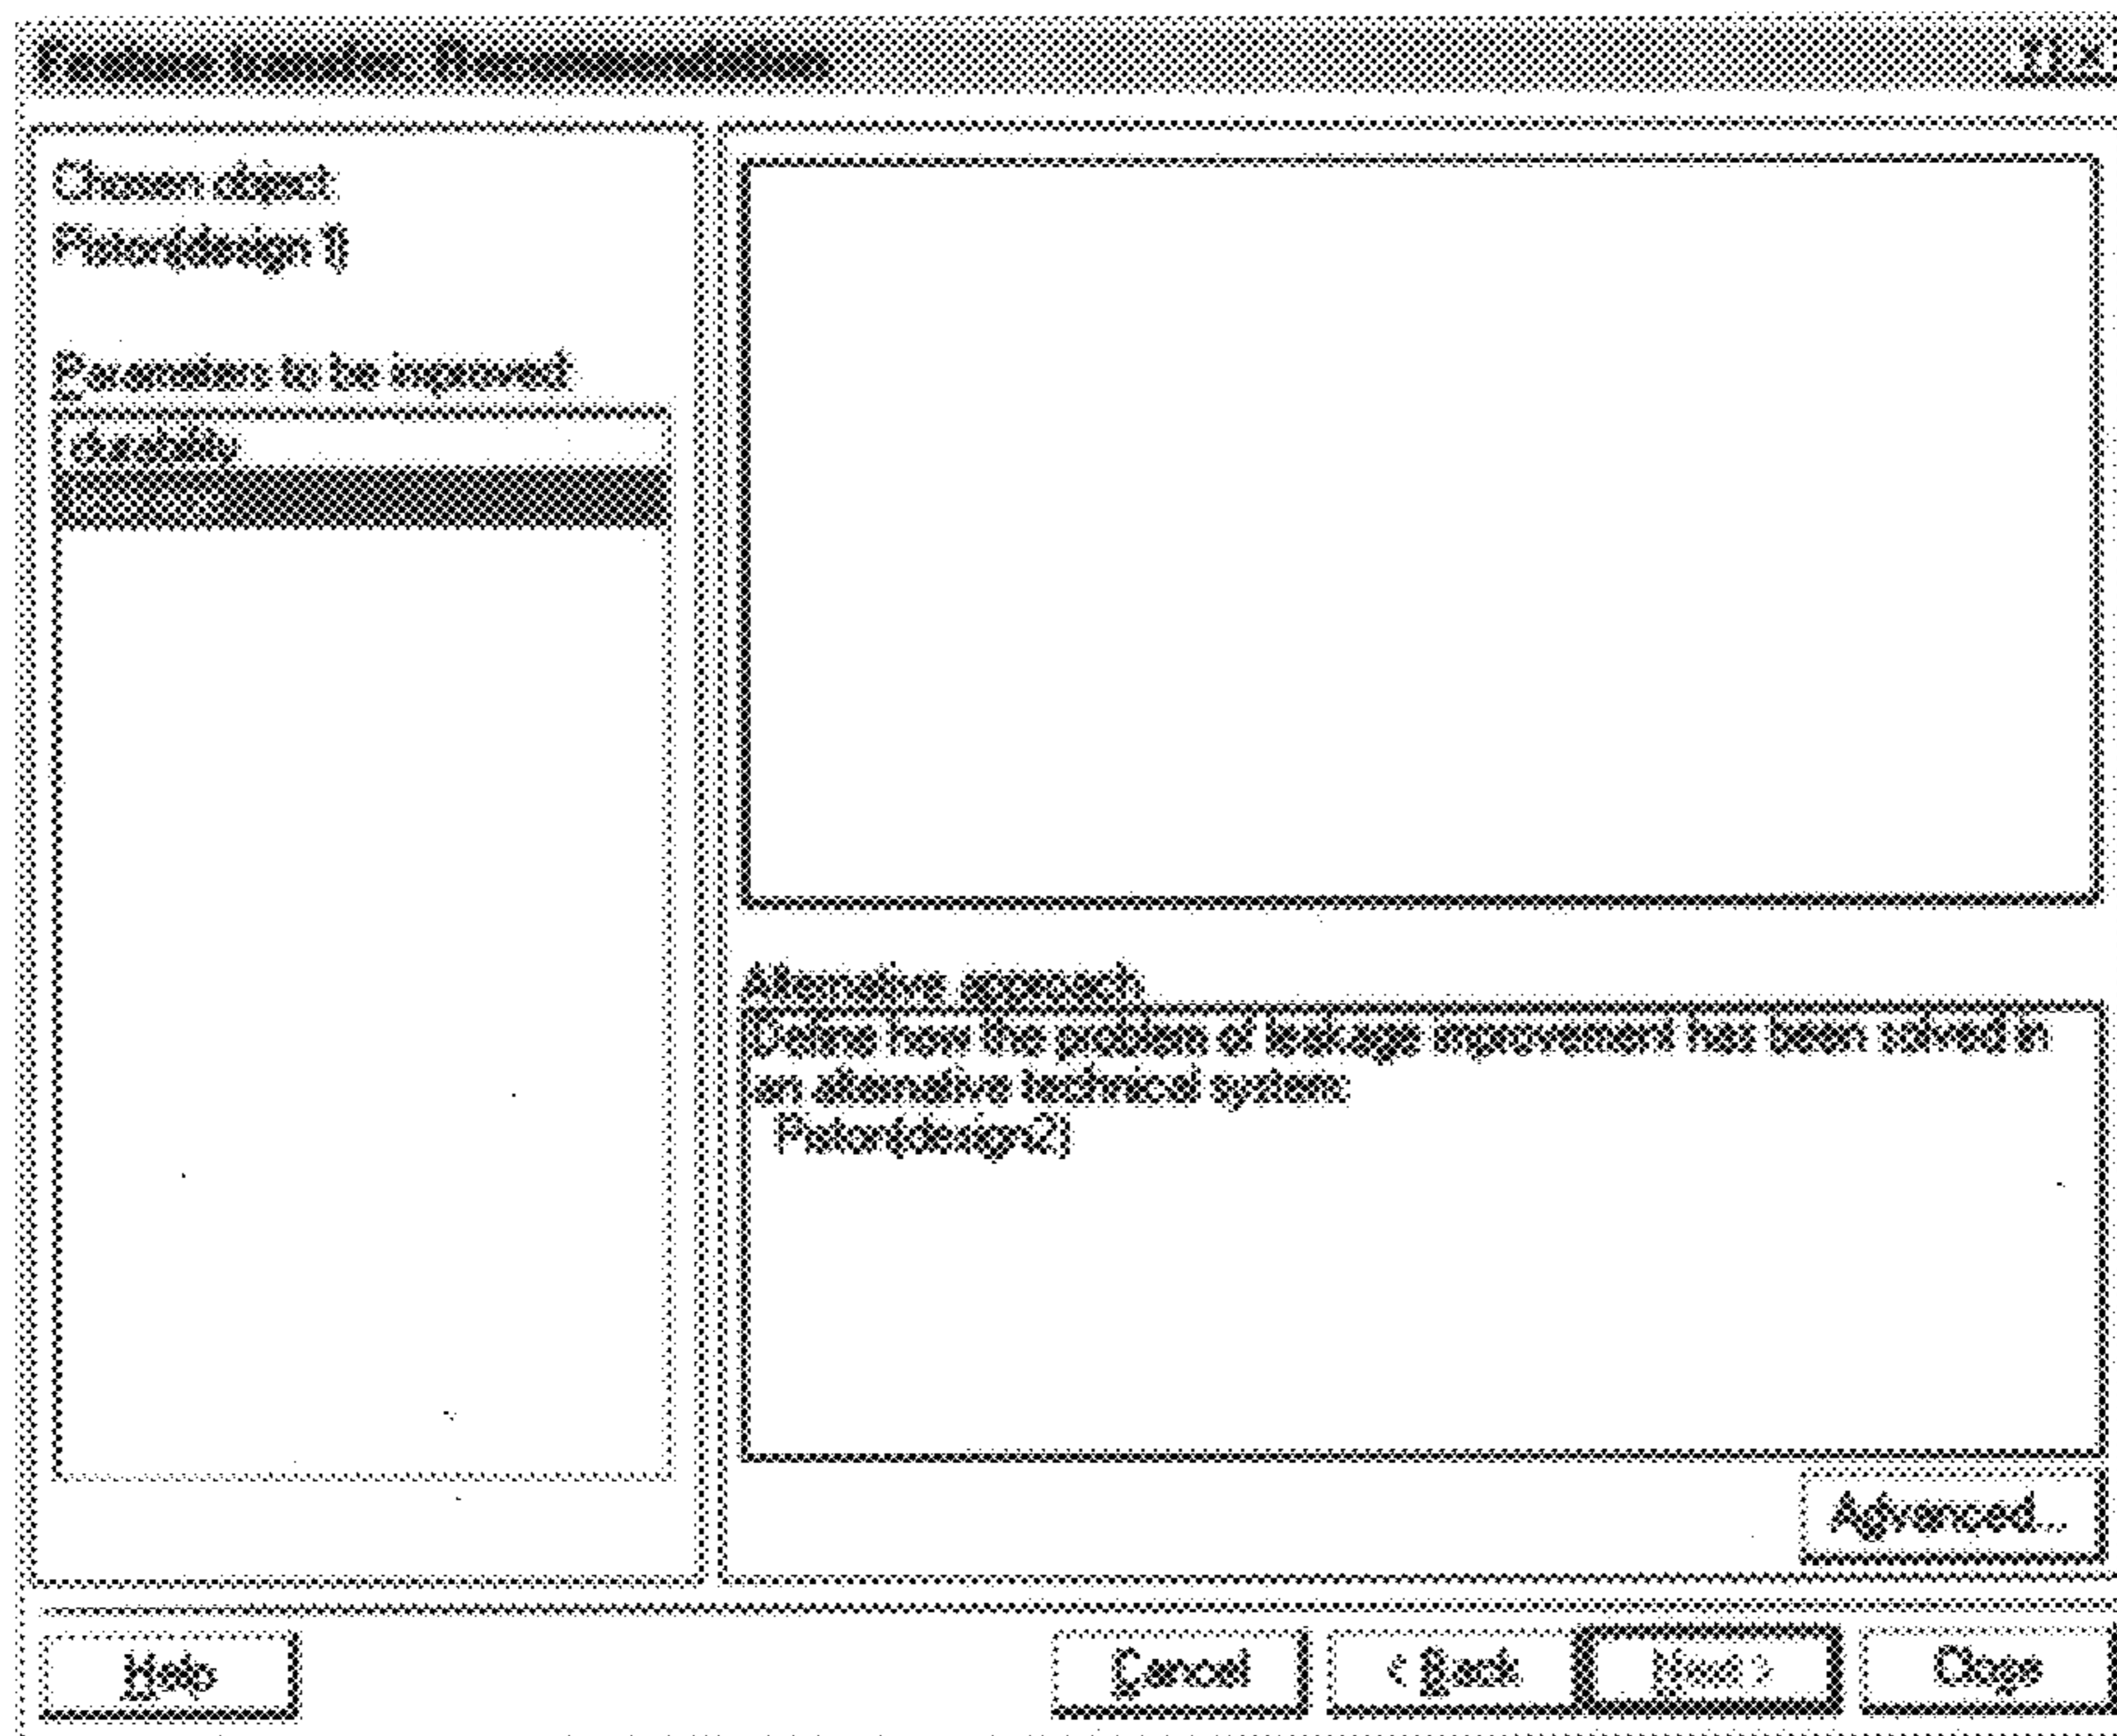 Feature transfer: Recommendation
Chosen object:
Piston(design 1)
Parameters to be improved:
durability
Alternative approach
Define how the problem of leakage improvement has been solved in
an alternative technical system:
Piston(design2)
Advanced...
Help
Cancel
< Back
Next >
Close